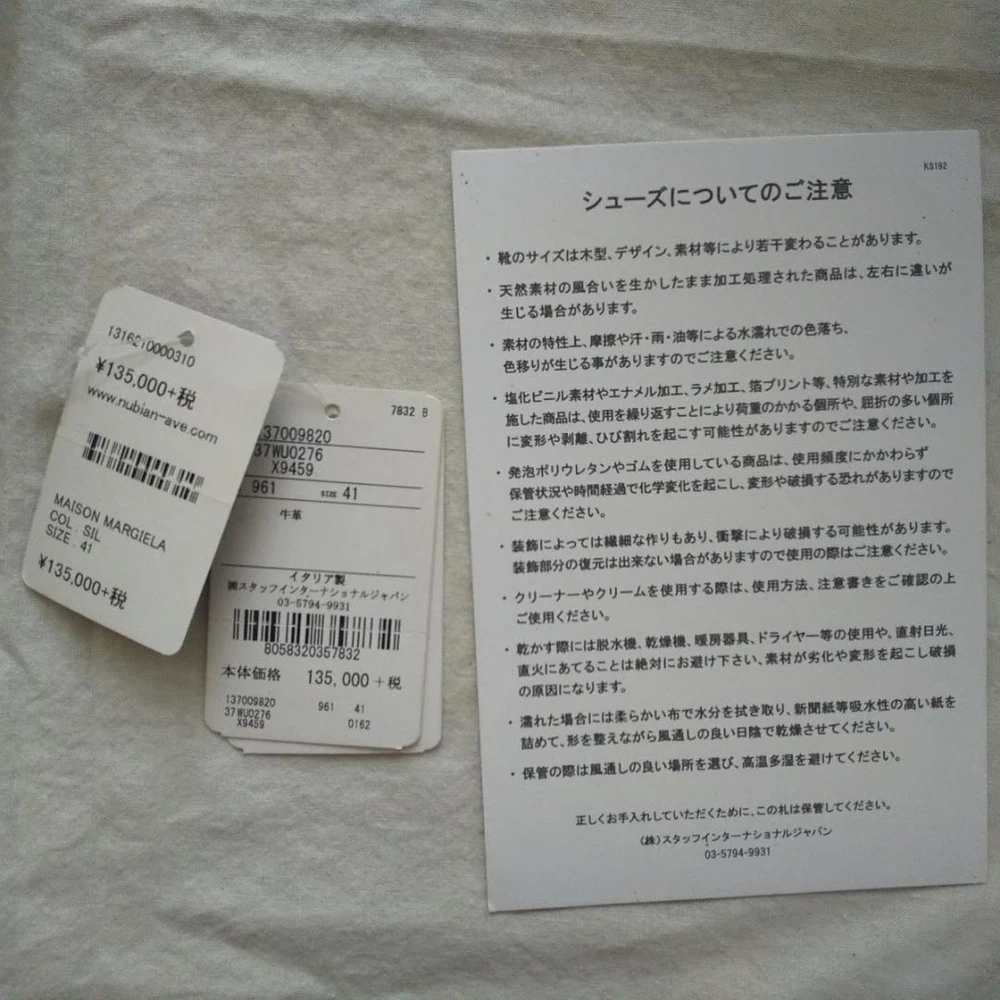 ¥135,000+税
www.nubian-ave.com
MAISON MARGIELA
COL . SIL
SIZE . 41
¥135,000+税
7832 B
137009820
37WU0276
X9459
961 SIZE 41
牛革
イタリア製
㈱スタッフインターナショナルジャパン
03-5794-9931
8058320357832
本体価格 135,000+税
137009820 961 41
37WU0276
X9459 0162
KS192
シューズについてのご注意
・靴のサイズは木型、デザイン、素材等により若干変わることがあります。
・天然素材の風合いを生かしたまま加工処理された商品は、左右に違いが
生じる場合があります。
・素材の特性上、摩擦や汗・雨・油等による水濡れでの色落ち、
色移りが生じる事がありますのでご注意ください。
・塩化ビニル素材やエナメル加工、ラメ加工、箔プリント等、特別な素材や加工を
施した商品は、使用を繰り返すことにより荷重のかかる個所や、屈折の多い個所
に変形や剥離、ひび割れを起こす可能性がありますのでご注意ください。
・発泡ポリウレタンやゴムを使用している商品は、使用頻度にかかわらず
保管状況や時間経過で化学変化を起こし、変形や破損する恐れがありますので
ご注意ください。
・装飾によっては繊細な作りもあり、衝撃により破損する可能性があります。
装飾部分の復元は出来ない場合がありますので使用の際はご注意ください。
・クリーナーやクリームを使用する際は、使用方法、注意書きをご確認の上
ご使用ください。
・乾かす際には脱水機、乾燥機、暖房器具、ドライヤー等の使用や、直射日光、
直火にあてることは絶対にお避け下さい、素材が劣化や変形を起こし破損
の原因になります。
・濡れた場合には柔らかい布で水分を拭き取り、新聞紙等吸水性の高い紙を
詰めて、形を整えながら風通しの良い日陰で乾燥させてください。
・保管の際は風通しの良い場所を選び、高温多湿を避けてください。
正しくお手入れしていただくために、この札は保管してください。
(株)スタッフインターナショナルジャパン
03-5794-9931